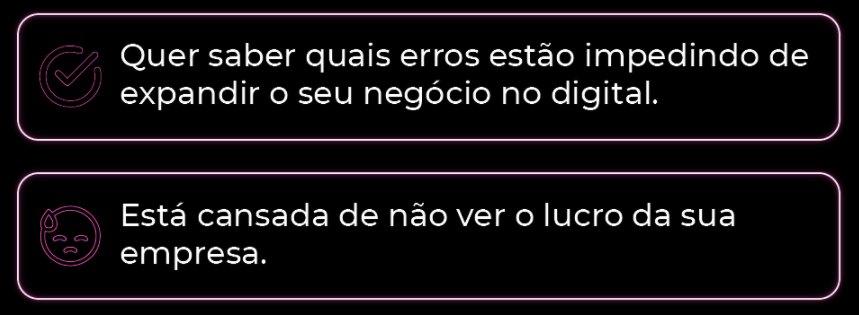 Quer saber quais erros estão impedindo de
expandir o seu negócio no digital.
Está cansada de não ver o lucro da sua
empresa.